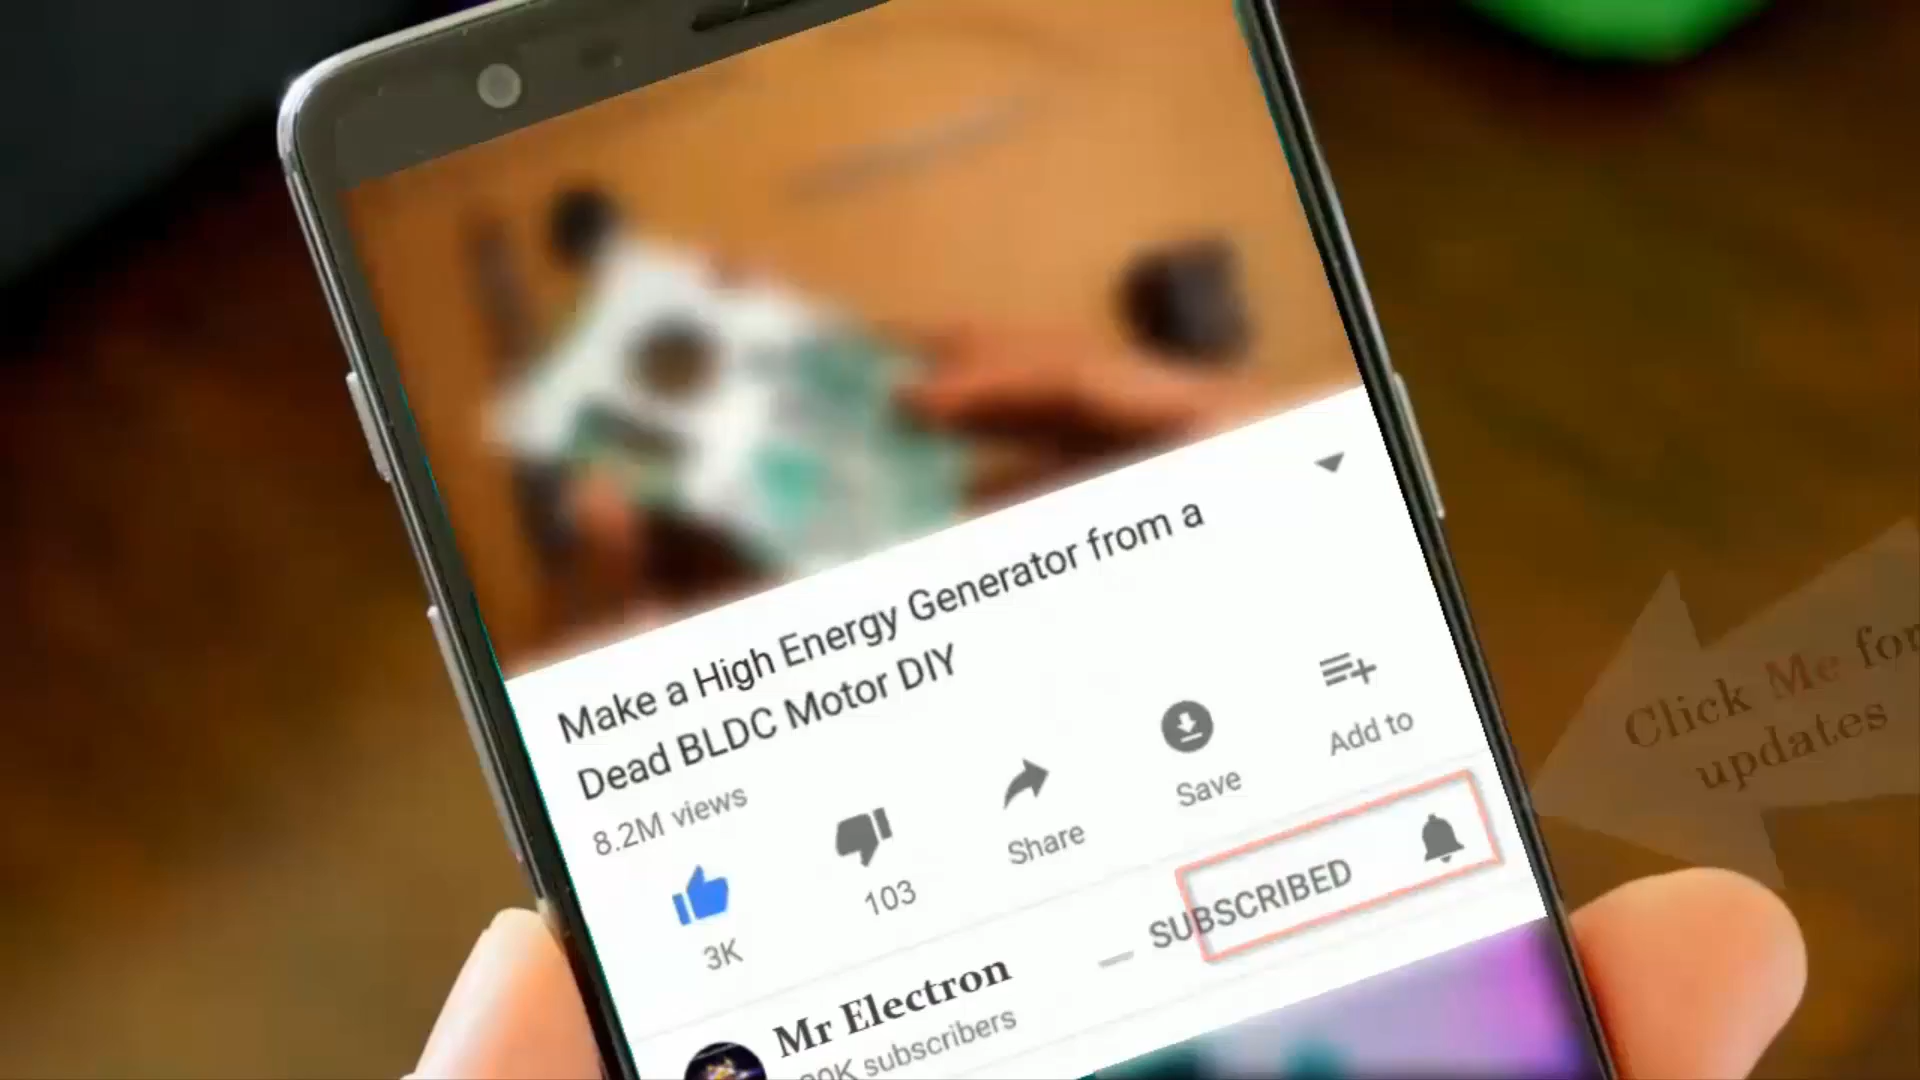 Make a High Energy Generator from a
Dead BLDC Motor DIY
8.2M views
3K
103
Share
Save
Add to
SUBSCRIBED
Mr Electron
subscribers
Click Me for
updates